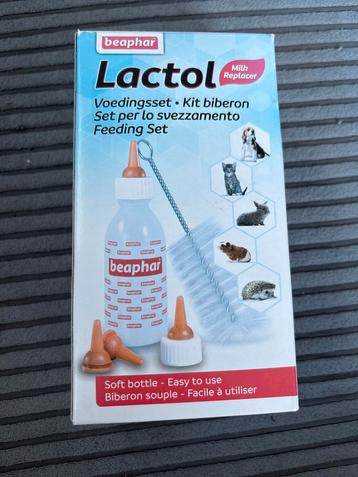 beaphar
Lactol
Milk
Replacer
Voedingsset • Kit biberon
Set per lo svezzamento
Feeding Set
beaphar
Soft bottle - Easy to use
Biberon souple - Facile à utiliser